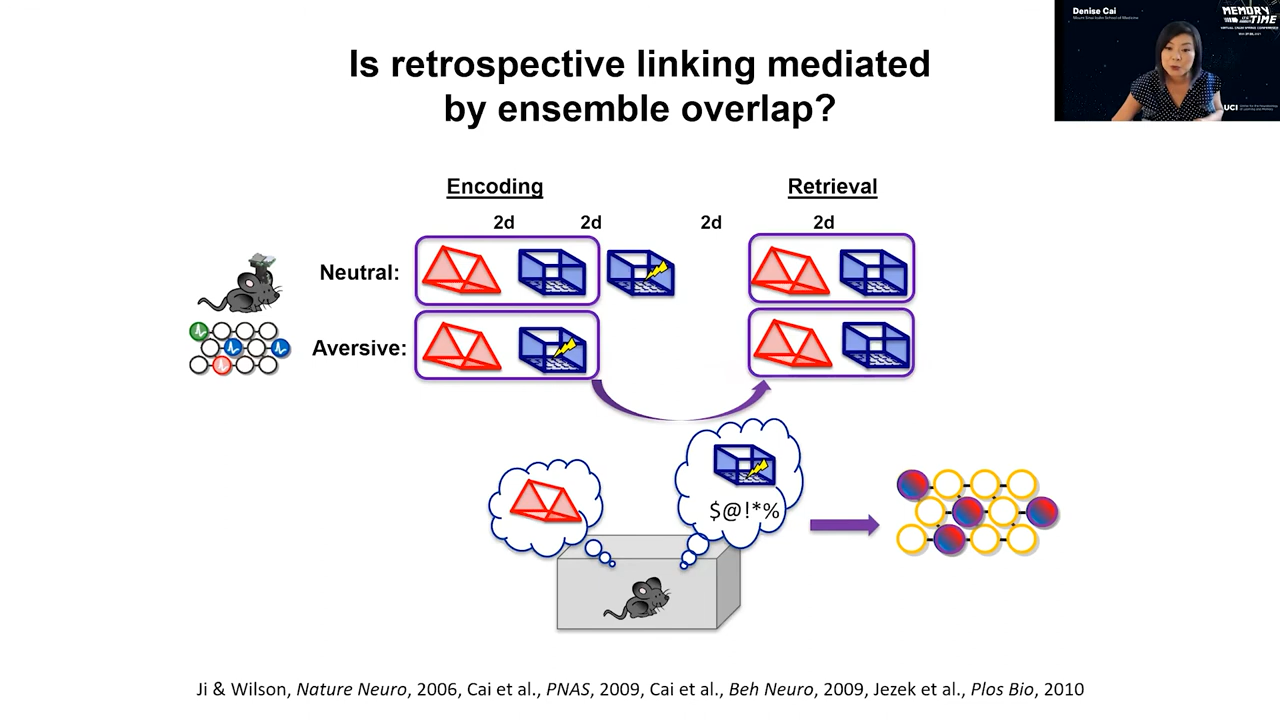 Denise Cai
MEMORY
TIME
UCI
Is retrospective linking mediated
by ensemble overlap?
Encoding
Retrieval
2d 2d 2d 2d
Neutral:
Aversive:
$@!*%
Ji & Wilson, Nature Neuro, 2006, Cai et al., PNAS, 2009, Cai et al., Beh Neuro, 2009, Jezek et al., Plos Bio, 2010